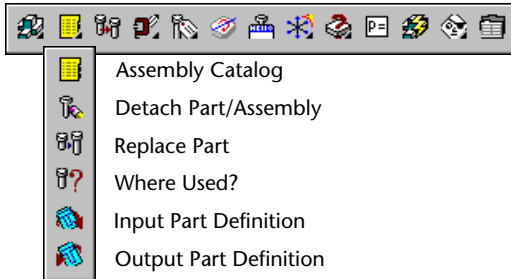 P=
Assembly Catalog
Detach Part/Assembly
Replace Part
Where Used?
Input Part Definition
Output Part Definition